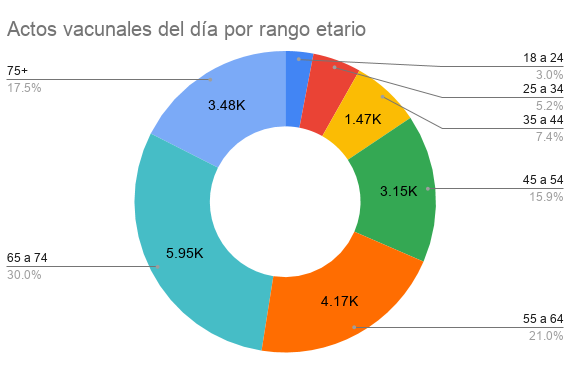 Actos vacunales del día por rango etario
18 a 24
3.0%
25 a 34
5.2%
35 a 44
7.4%
1.47K
45 a 54
15.9%
3.15K
55 a 64
21.0%
4.17K
65 a 74
30.0%
5.95K
75+
17.5%
3.48K